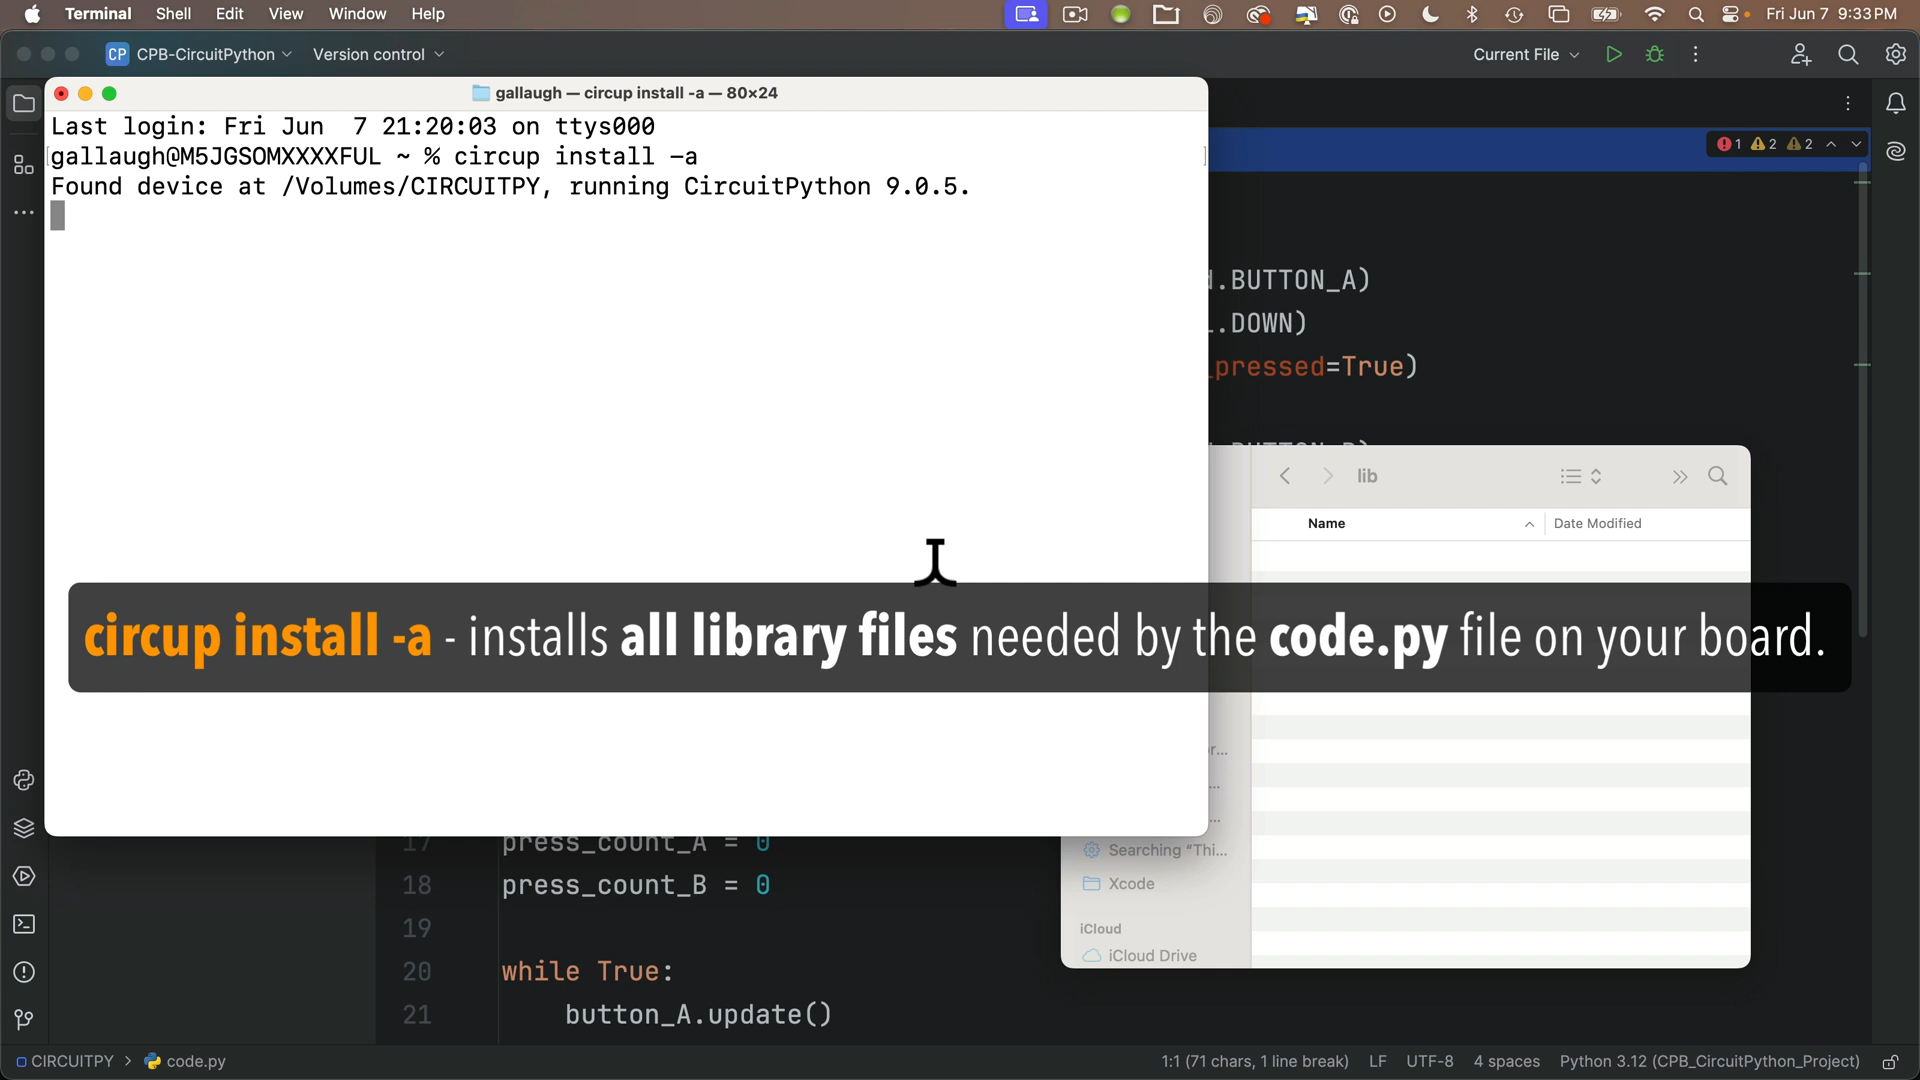 Terminal Shell Edit View Window Help Fri Jun 7 9:33 PM
CP CPB-CircuitPython Version control Current File
gallaugh — circup install -a — 80×24
Last login: Fri Jun  7 21:20:03 on ttys000
gallaugh@M5JGSOMXXXXFUL ~ % circup install -a
Found device at /Volumes/CIRCUITPY, running CircuitPython 9.0.5.
1 2 2
.BUTTON_A)
.DOWN)
_pressed=True)
lib
Name Date Modified
circup install -a - installs all library files needed by the code.py file on your board.
17 press_count_A = 0
18 press_count_B = 0
19
20 while True:
21 button_A.update()
Searching “Thi...
Xcode
iCloud
iCloud Drive
CIRCUITPY > code.py 1:1 (71 chars, 1 line break) LF UTF-8 4 spaces Python 3.12 (CPB_CircuitPython_Project)